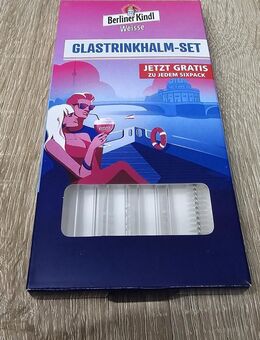 Berliner Kindl
Weisse
GLASTRINKHALM-SET
JETZT GRATIS
ZU JEDEM SIXPACK